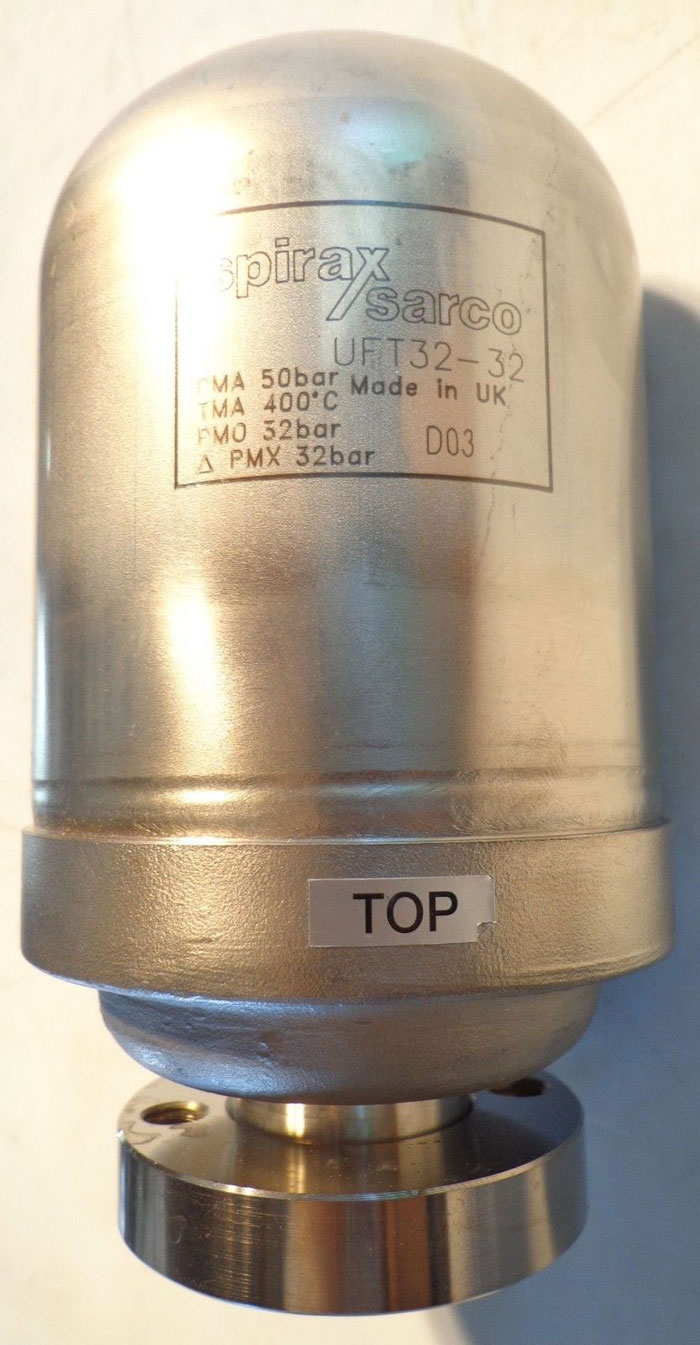 spirax
sarco
UFT32-32
PMA 50bar Made in UK
TMA 400°C
PMO 32bar D03
Δ PMX 32bar
TOP